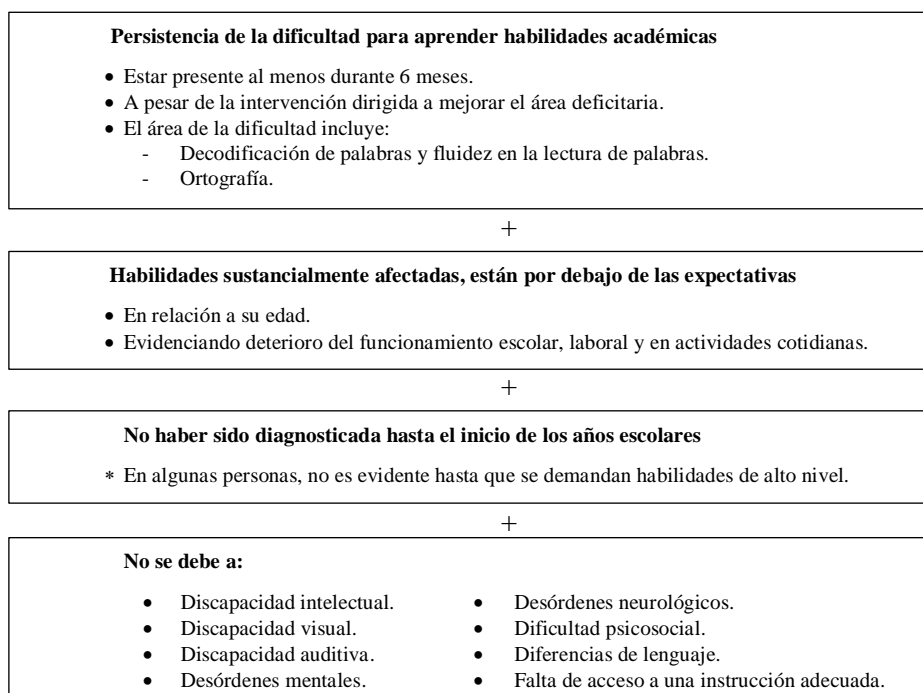 Persistencia de la dificultad para aprender habilidades académicas
• Estar presente al menos durante 6 meses.
• A pesar de la intervención dirigida a mejorar el área deficitaria.
• El área de la dificultad incluye:
- Decodificación de palabras y fluidez en la lectura de palabras.
- Ortografía.
+
Habilidades sustancialmente afectadas, están por debajo de las expectativas
• En relación a su edad.
• Evidenciando deterioro del funcionamiento escolar, laboral y en actividades cotidianas.
+
No haber sido diagnosticada hasta el inicio de los años escolares
* En algunas personas, no es evidente hasta que se demandan habilidades de alto nivel.
+
No se debe a:
• Discapacidad intelectual.
• Discapacidad visual.
• Discapacidad auditiva.
• Desórdenes mentales.
• Desórdenes neurológicos.
• Dificultad psicosocial.
• Diferencias de lenguaje.
• Falta de acceso a una instrucción adecuada.